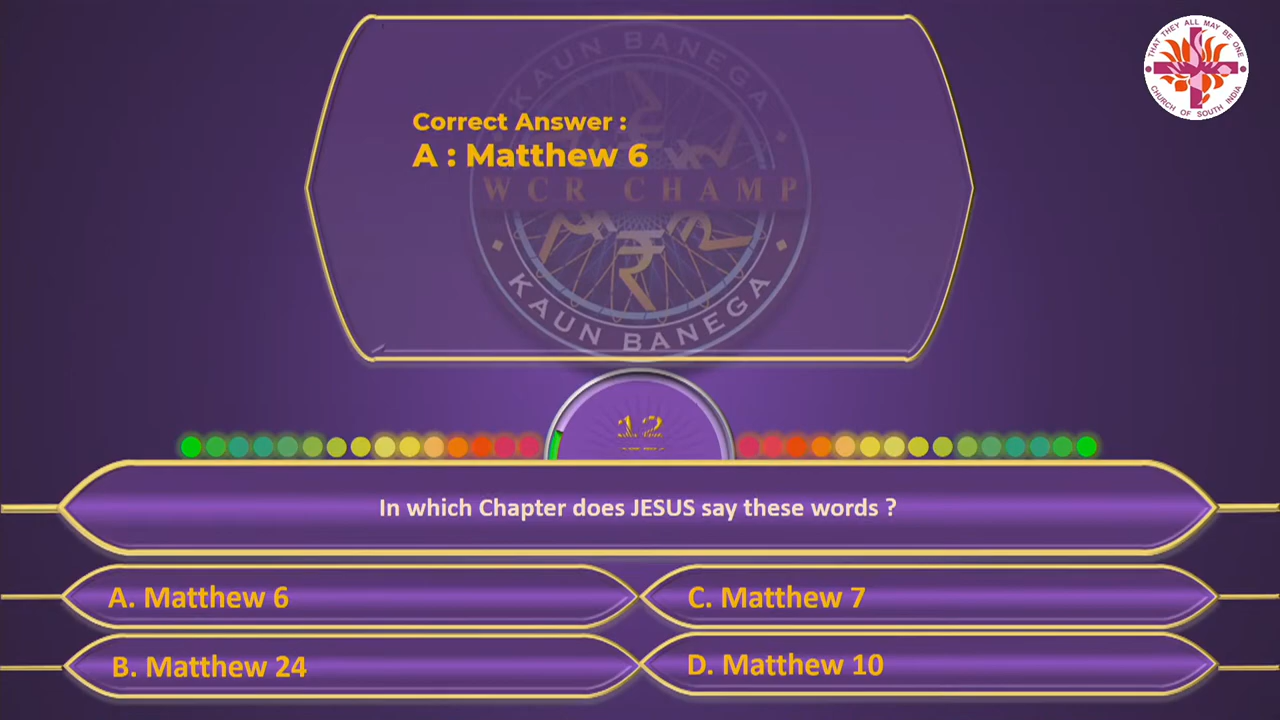 KAUN BANEGA
Correct Answer :
A : Matthew 6
WCR CHAMP
KAUN BANEGA
THAT THEY ALL MAY BE ONE
CHURCH OF SOUTH INDIA
12
In which Chapter does JESUS say these words ?
A. Matthew 6
C. Matthew 7
B. Matthew 24
D. Matthew 10